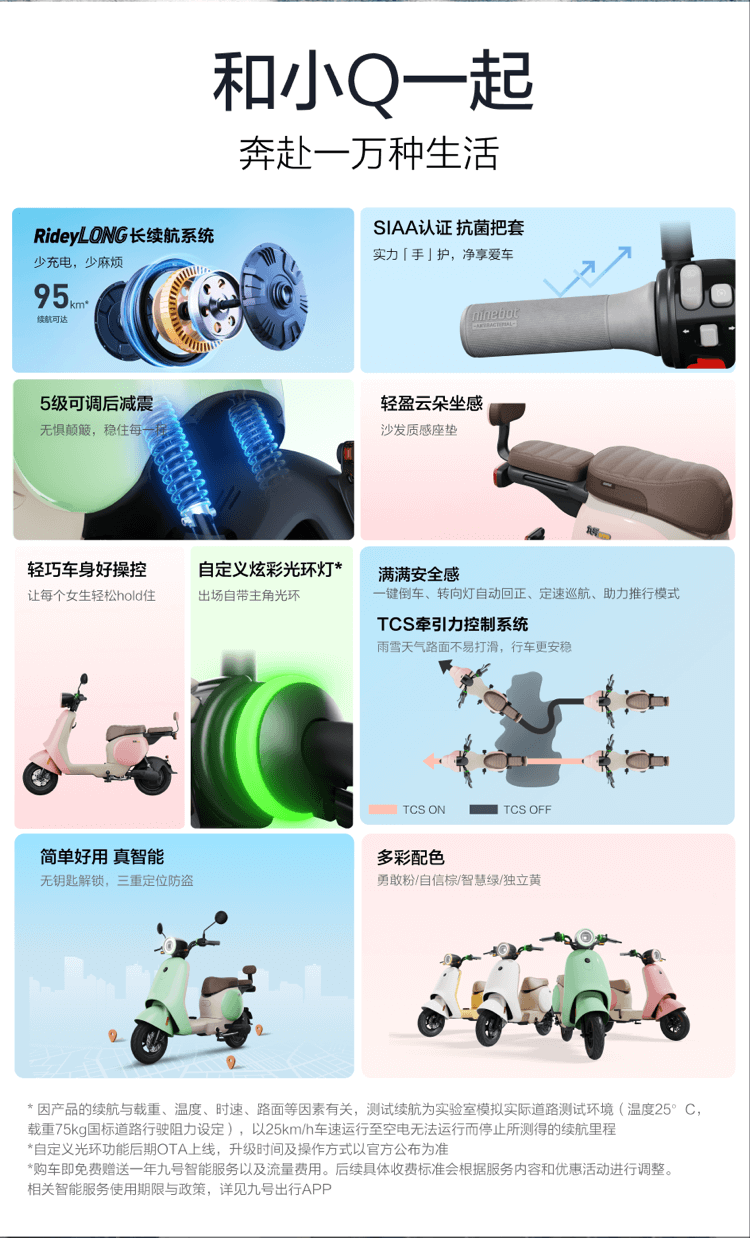 和小Q一起
奔赴一万种生活
RideyLONG长续航系统
少充电，少麻烦
95km*
续航可达
SIAA认证 抗菌把套
实力「手」护，净享爱车
ninebot
ANTIBACTERIAL
5级可调后减震
无惧颠簸，稳住每一程
轻盈云朵坐感
沙发质感座垫
轻巧车身好操控
让每个女生轻松hold住
自定义炫彩光环灯*
出场自带主角光环
满满安全感
一键倒车、转向灯自动回正、定速巡航、助力推行模式
TCS牵引力控制系统
雨雪天气路面不易打滑，行车更安稳
TCS ON
TCS OFF
简单好用 真智能
无钥匙解锁，三重定位防盗
多彩配色
勇敢粉/自信棕/智慧绿/独立黄
* 因产品的续航与载重、温度、时速、路面等因素有关，测试续航为实验室模拟实际道路测试环境（温度25°C，
载重75kg国标道路行驶阻力设定），以25km/h车速运行至空电无法运行而停止所测得的续航里程
*自定义光环功能后期OTA上线，升级时间及操作方式以官方公布为准
*购车即免费赠送一年九号智能服务以及流量费用。后续具体收费标准会根据服务内容和优惠活动进行调整。
相关智能服务使用期限与政策，详见九号出行APP